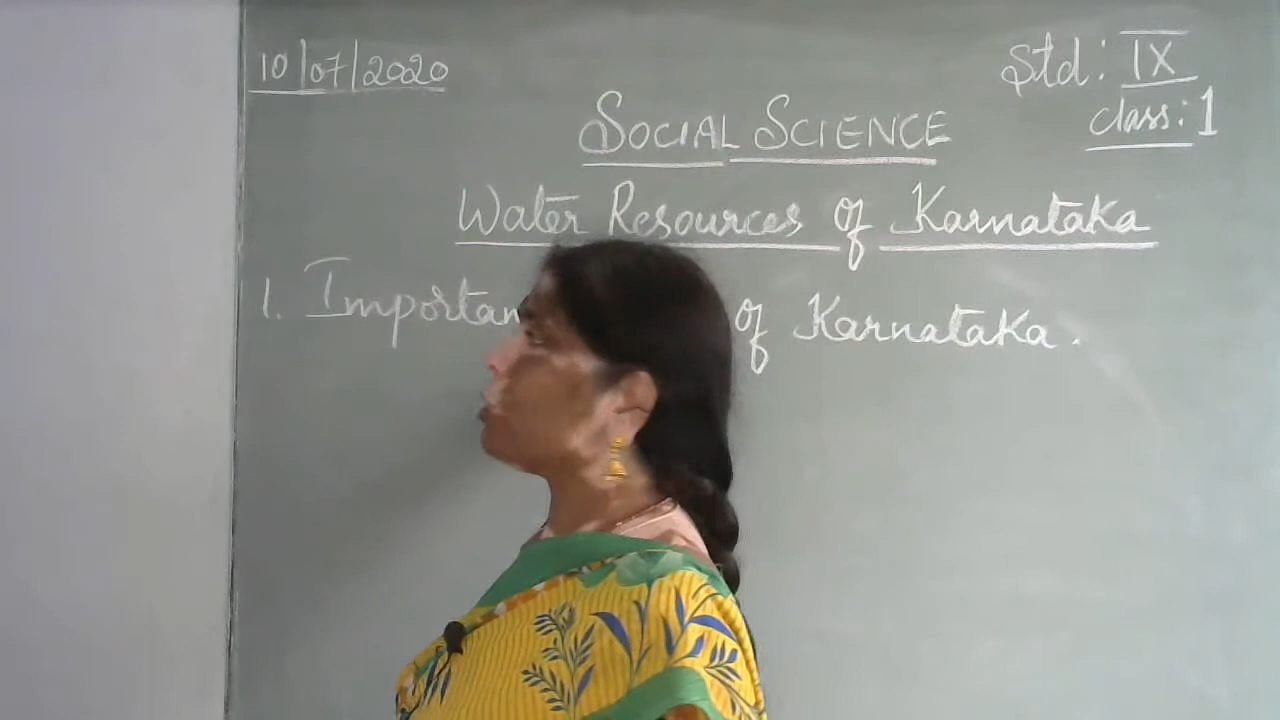 10/07/2020
Std: IX
class: 1
SOCIAL SCIENCE
Water Resources of Karnataka
1. Importan of Karnataka.